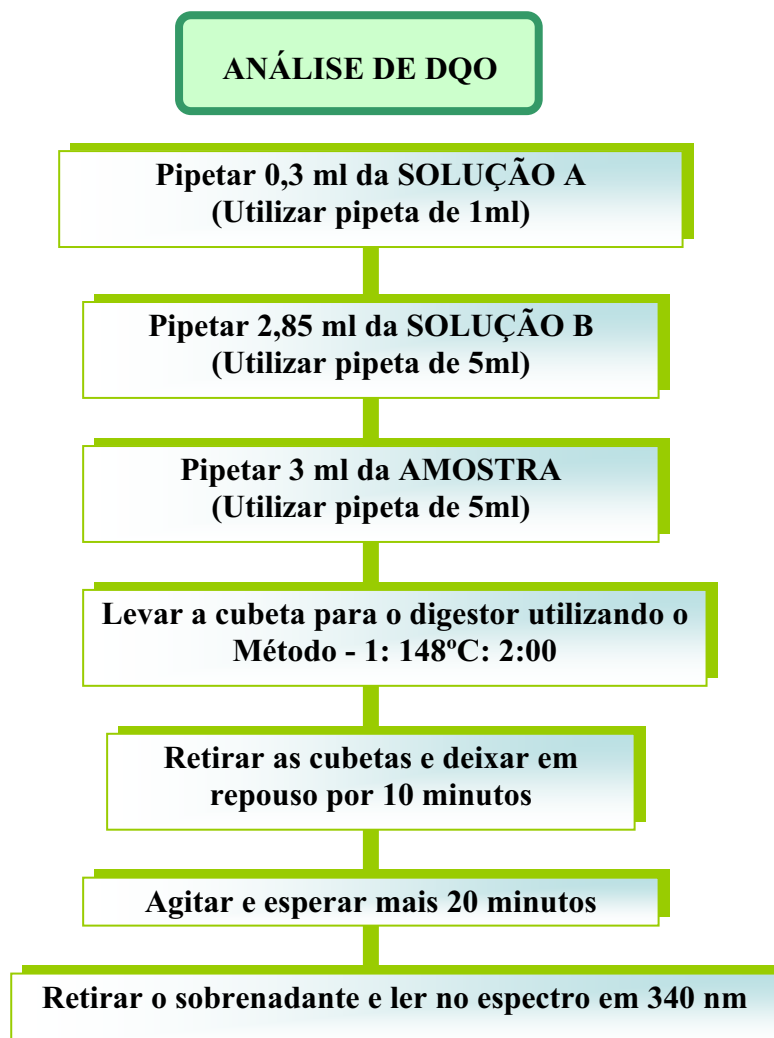 ANÁLISE DE DQO
Pipetar 0,3 ml da SOLUÇÃO A
(Utilizar pipeta de 1ml)
Pipetar 2,85 ml da SOLUÇÃO B
(Utilizar pipeta de 5ml)
Pipetar 3 ml da AMOSTRA
(Utilizar pipeta de 5ml)
Levar a cubeta para o digestor utilizando o
Método - 1: 148ºC: 2:00
Retirar as cubetas e deixar em
repouso por 10 minutos
Agitar e esperar mais 20 minutos
Retirar o sobrenadante e ler no espectro em 340 nm